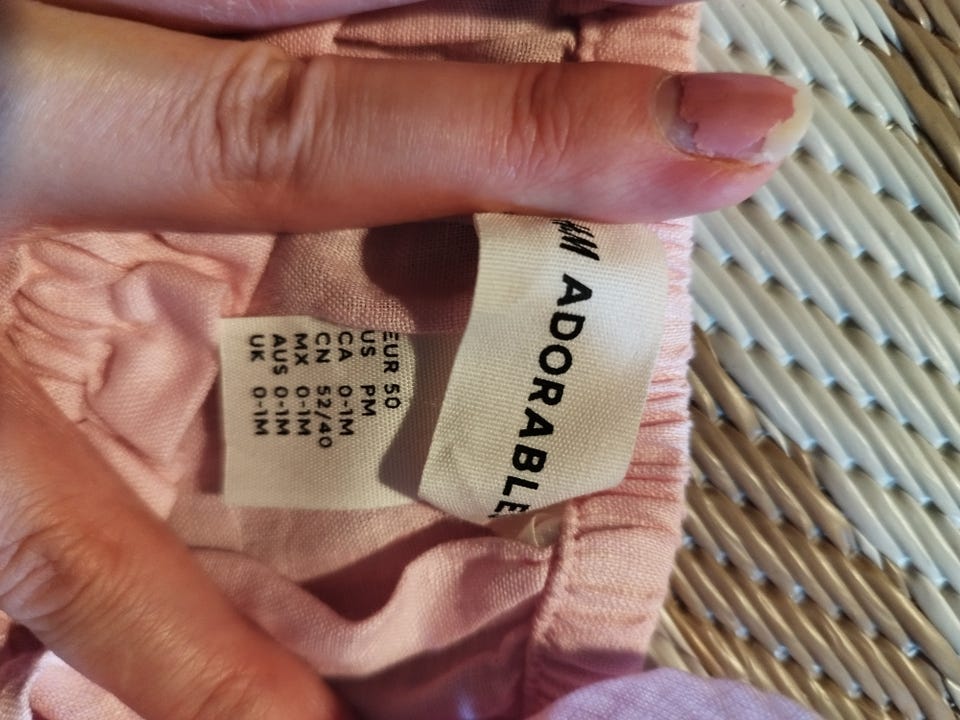 H&M ADORABLES
EUR 50
US PM
CA 0-1M
CN 52/40
MX 0-1M
AUS 0-1M
UK 0-1M